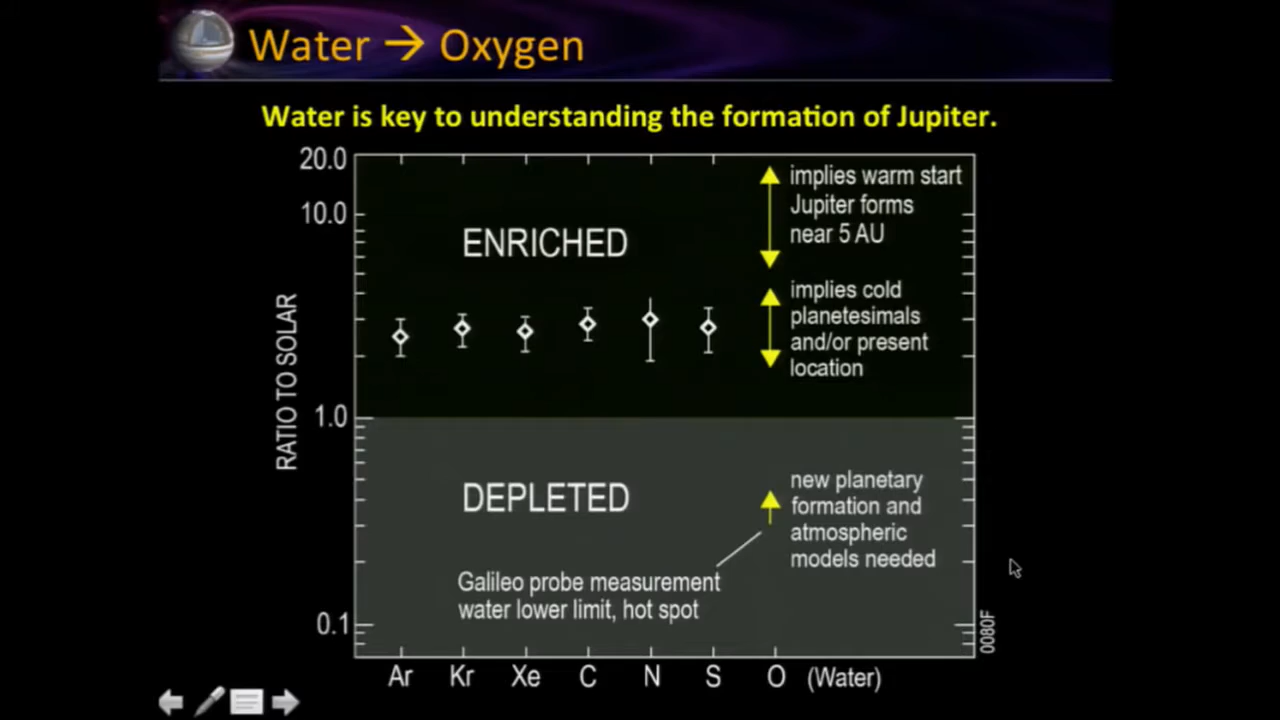 Water → Oxygen
Water is key to understanding the formation of Jupiter.
20.0
10.0
1.0
0.1
RATIO TO SOLAR
ENRICHED
implies warm start
Jupiter forms
near 5 AU
implies cold
planetesimals
and/or present
location
DEPLETED
new planetary
formation and
atmospheric
models needed
Galileo probe measurement
water lower limit, hot spot
0080F
Ar Kr Xe C N S O (Water)